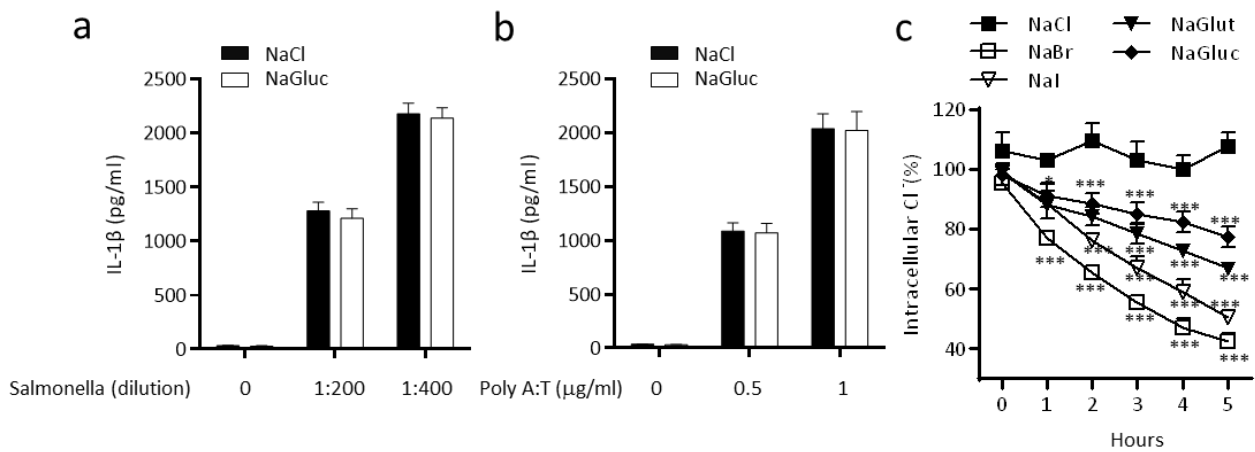 a
NaCl
NaGluc
2500
2000
1500
1000
500
0
IL-1β (pg/ml)
Salmonella (dilution) 0 1:200 1:400
b
NaCl
NaGluc
2500
2000
1500
1000
500
0
IL-1β (pg/ml)
Poly A:T (μg/ml) 0 0.5 1
c
NaCl NaGlut
NaBr NaGluc
NaI
120
100
80
60
40
Intracellular Cl⁻(%)
* *** *** *** ***
*** *** *** *** ***
*** *** *** ***
*** *** *** ***
0 1 2 3 4 5
Hours